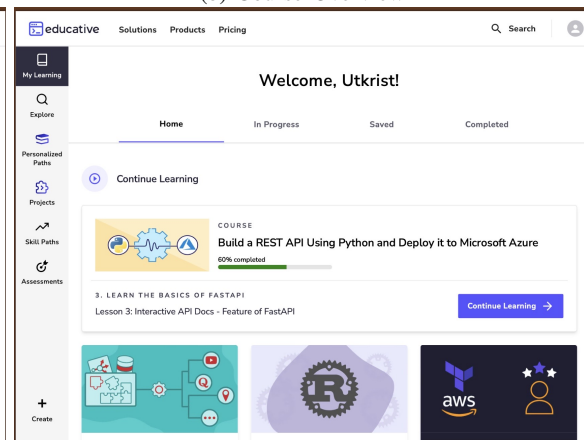 educative
Solutions Products Pricing
Search
My Learning
Explore
Personalized
Paths
Projects
Skill Paths
Assessments
Create
Welcome, Utkrist!
Home In Progress Saved Completed
Continue Learning
COURSE
Build a REST API Using Python and Deploy it to Microsoft Azure
60% completed
3. LEARN THE BASICS OF FASTAPI
Lesson 3: Interactive API Docs - Feature of FastAPI
Continue Learning →
Q
R
aws